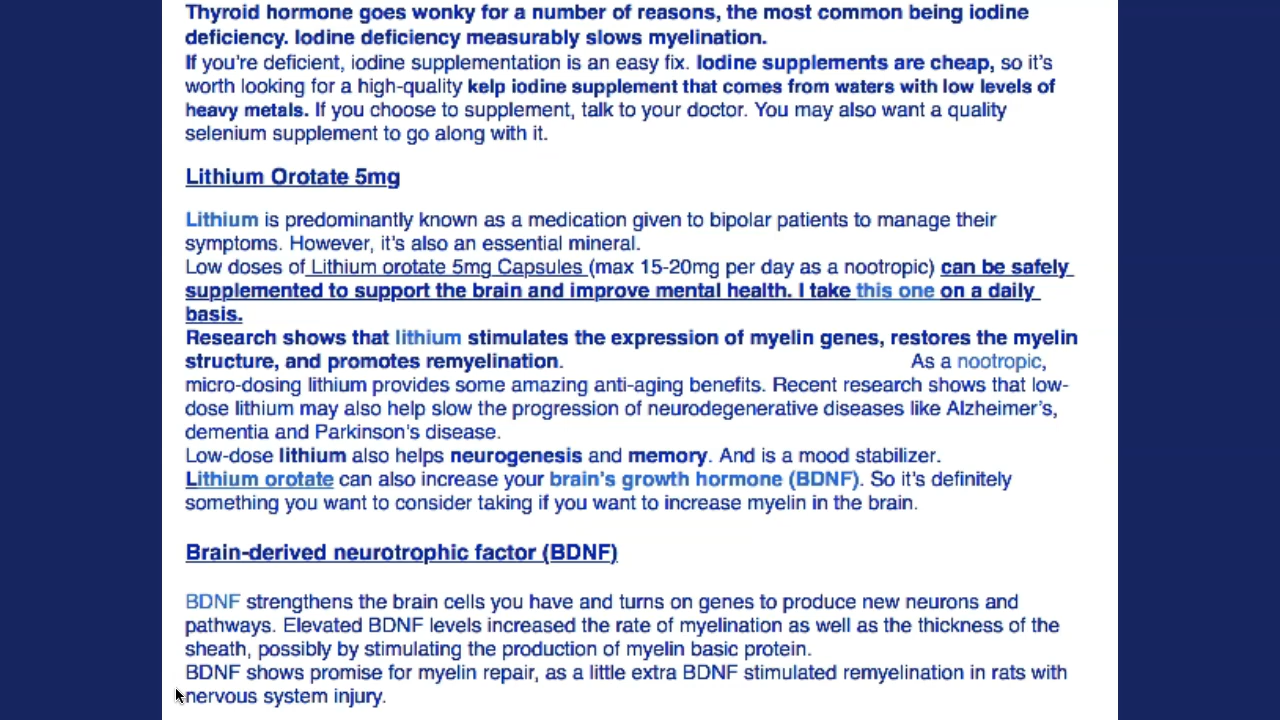 Thyroid hormone goes wonky for a number of reasons, the most common being iodine
deficiency. Iodine deficiency measurably slows myelination.
If you're deficient, iodine supplementation is an easy fix. Iodine supplements are cheap, so it's
worth looking for a high-quality kelp iodine supplement that comes from waters with low levels of
heavy metals. If you choose to supplement, talk to your doctor. You may also want a quality
selenium supplement to go along with it.
Lithium Orotate 5mg
Lithium is predominantly known as a medication given to bipolar patients to manage their
symptoms. However, it's also an essential mineral.
Low doses of Lithium orotate 5mg Capsules (max 15-20mg per day as a nootropic) can be safely
supplemented to support the brain and improve mental health. I take this one on a daily
basis.
Research shows that lithium stimulates the expression of myelin genes, restores the myelin
structure, and promotes remyelination. As a nootropic,
micro-dosing lithium provides some amazing anti-aging benefits. Recent research shows that low-
dose lithium may also help slow the progression of neurodegenerative diseases like Alzheimer's,
dementia and Parkinson's disease.
Low-dose lithium also helps neurogenesis and memory. And is a mood stabilizer.
Lithium orotate can also increase your brain's growth hormone (BDNF). So it's definitely
something you want to consider taking if you want to increase myelin in the brain.
Brain-derived neurotrophic factor (BDNF)
BDNF strengthens the brain cells you have and turns on genes to produce new neurons and
pathways. Elevated BDNF levels increased the rate of myelination as well as the thickness of the
sheath, possibly by stimulating the production of myelin basic protein.
BDNF shows promise for myelin repair, as a little extra BDNF stimulated remyelination in rats with
nervous system injury.